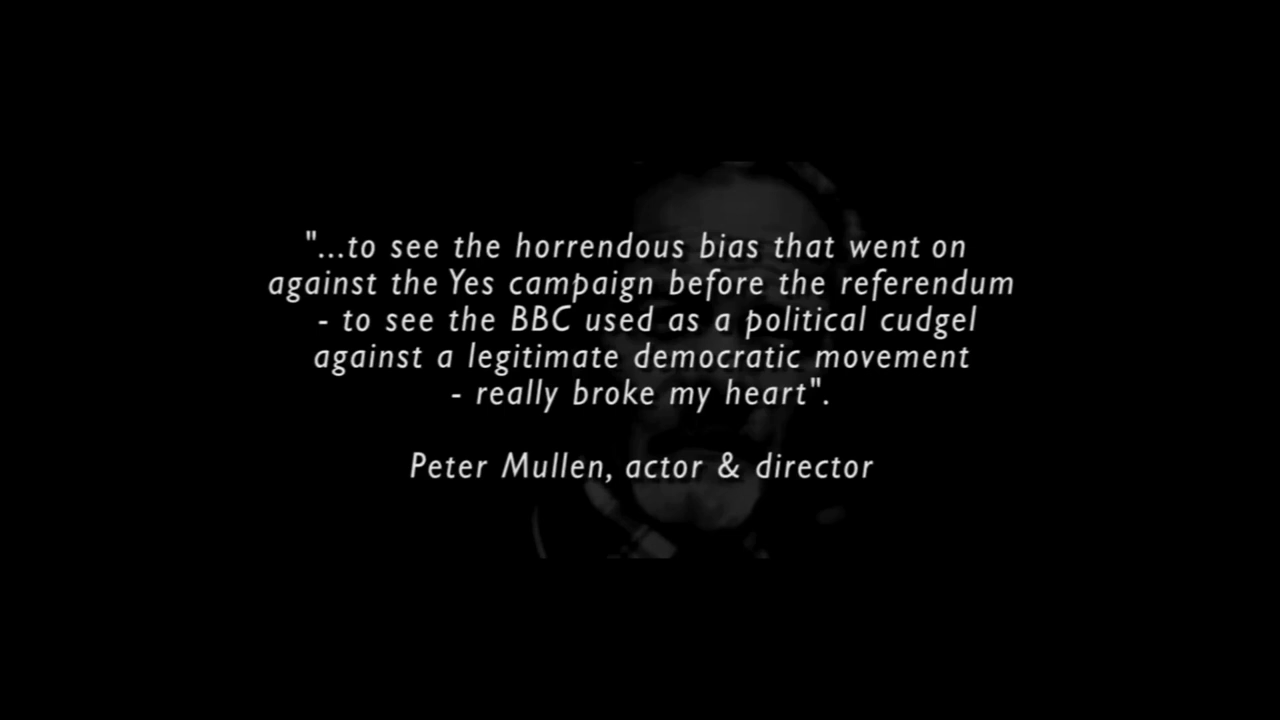 "...to see the horrendous bias that went on
against the Yes campaign before the referendum
- to see the BBC used as a political cudgel
against a legitimate democratic movement
- really broke my heart".
Peter Mullen, actor & director